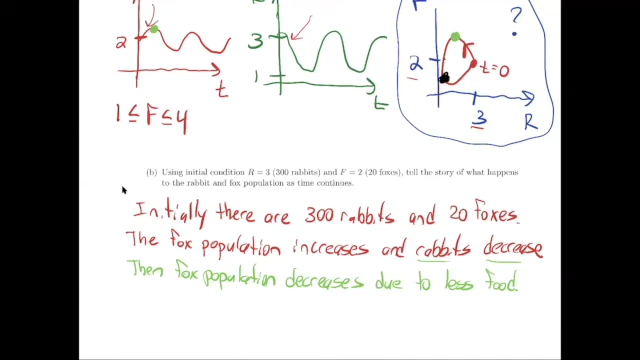 R
?
2
t
3
1
t
2
t=0
3
R
1 ≤ F ≤ 4
(b) Using initial condition R = 3 (300 rabbits) and F = 2 (20 foxes), tell the story of what happens
to the rabbit and fox population as time continues.
Initially there are 300 rabbits and 20 foxes.
The fox population increases and rabbits decrease
Then fox population decreases due to less food.